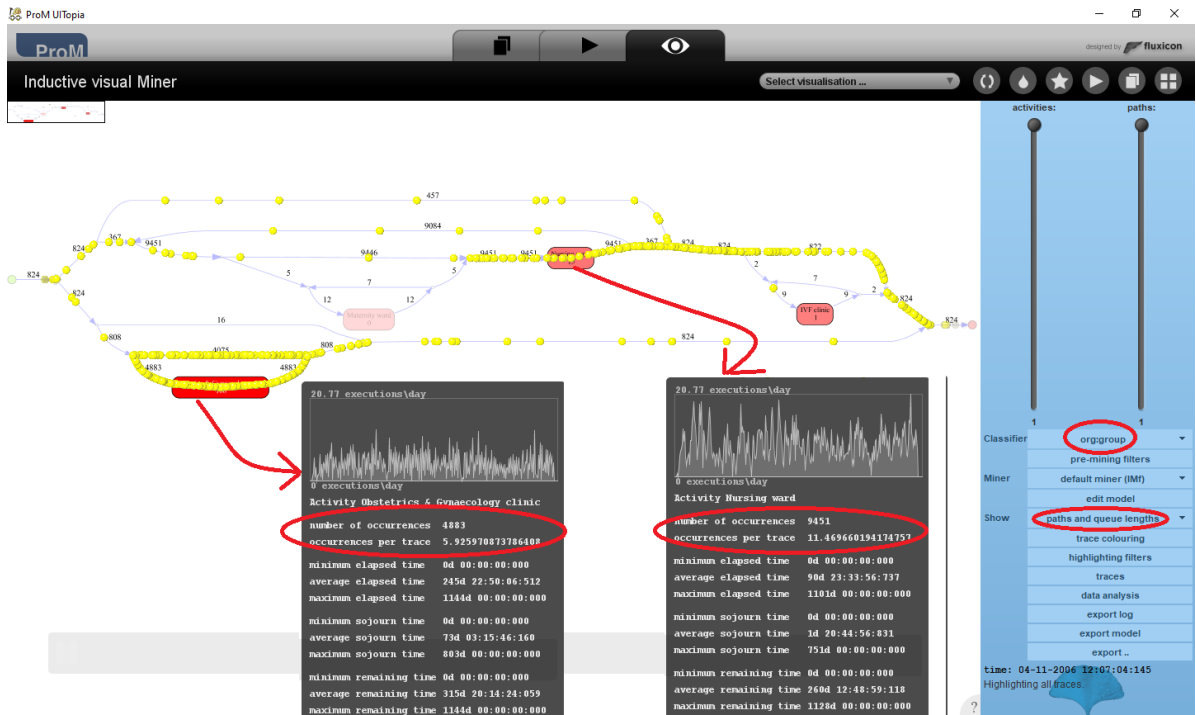 ProM UITopia
ProM
designed by fluxicon
Inductive visual Miner
Select visualisation ...
activities:
paths:
457
9084
824
367
9451
9446
9451
9451
9451
367
824
824
822
5
7
5
12
12
Maternity ward
0
2
7
9
9
2
IVF clinic
1
824
824
824
824
824
16
808
808
824
4075
4883
4883
1
1
Classifier
org:group
pre-mining filters
Miner
default miner (IMf)
edit model
Show
paths and queue lengths
trace colouring
highlighting filters
traces
data analysis
export log
export model
export ..
time: 04-11-2006 12:07:04:145
Highlighting all traces.
?
20.77 executions\day
0 executions\day
Activity Obstetrics & Gynaecology clinic
number of occurrences 4883
occurrences per trace 5.925970873786408
minimum elapsed time 0d 00:00:00:000
average elapsed time 245d 22:50:06:512
maximum elapsed time 1144d 00:00:00:000
minimum sojourn time 0d 00:00:00:000
average sojourn time 73d 03:15:46:160
maximum sojourn time 803d 00:00:00:000
minimum remaining time 0d 00:00:00:000
average remaining time 315d 20:14:24:059
maximum remaining time 1144d 00:00:00:000
20.77 executions\day
0 executions\day
Activity Nursing ward
number of occurrences 9451
occurrences per trace 11.469660194174757
minimum elapsed time 0d 00:00:00:000
average elapsed time 90d 23:33:56:737
maximum elapsed time 1101d 00:00:00:000
minimum sojourn time 0d 00:00:00:000
average sojourn time 1d 20:44:56:831
maximum sojourn time 751d 00:00:00:000
minimum remaining time 0d 00:00:00:000
average remaining time 260d 12:48:59:118
maximum remaining time 1128d 00:00:00:000